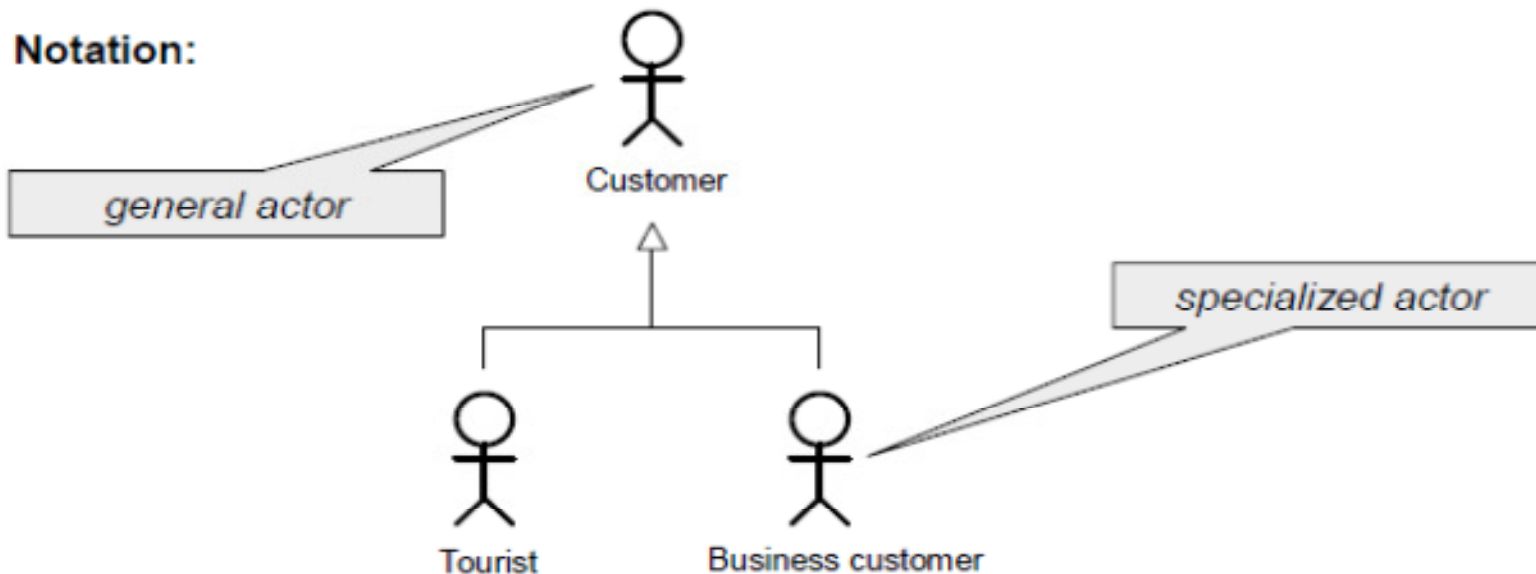 Notation:
Customer
general actor
specialized actor
Tourist
Business customer